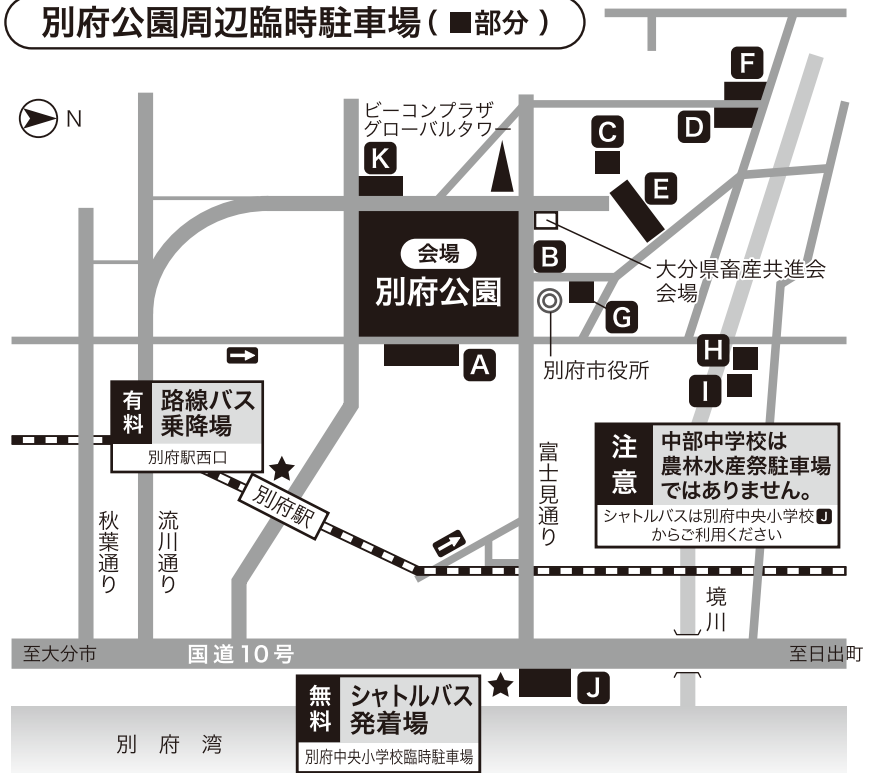 別府公園周辺臨時駐車場（■部分）
N
ビーコンプラザ
グローバルタワー
F
D
C
K
E
会場
別府公園
B
大分県畜産共進会
会場
G
A
別府市役所
H
I
有料
路線バス
乗降場
別府駅西口
別府駅
注意
中部中学校は
農林水産祭駐車場
ではありません。
シャトルバスは別府中央小学校J
からご利用ください
秋葉通り
流川通り
富士見通り
境川
至大分市
国道10号
至日出町
無料
シャトルバス
発着場
別府中央小学校臨時駐車場
J
別府湾